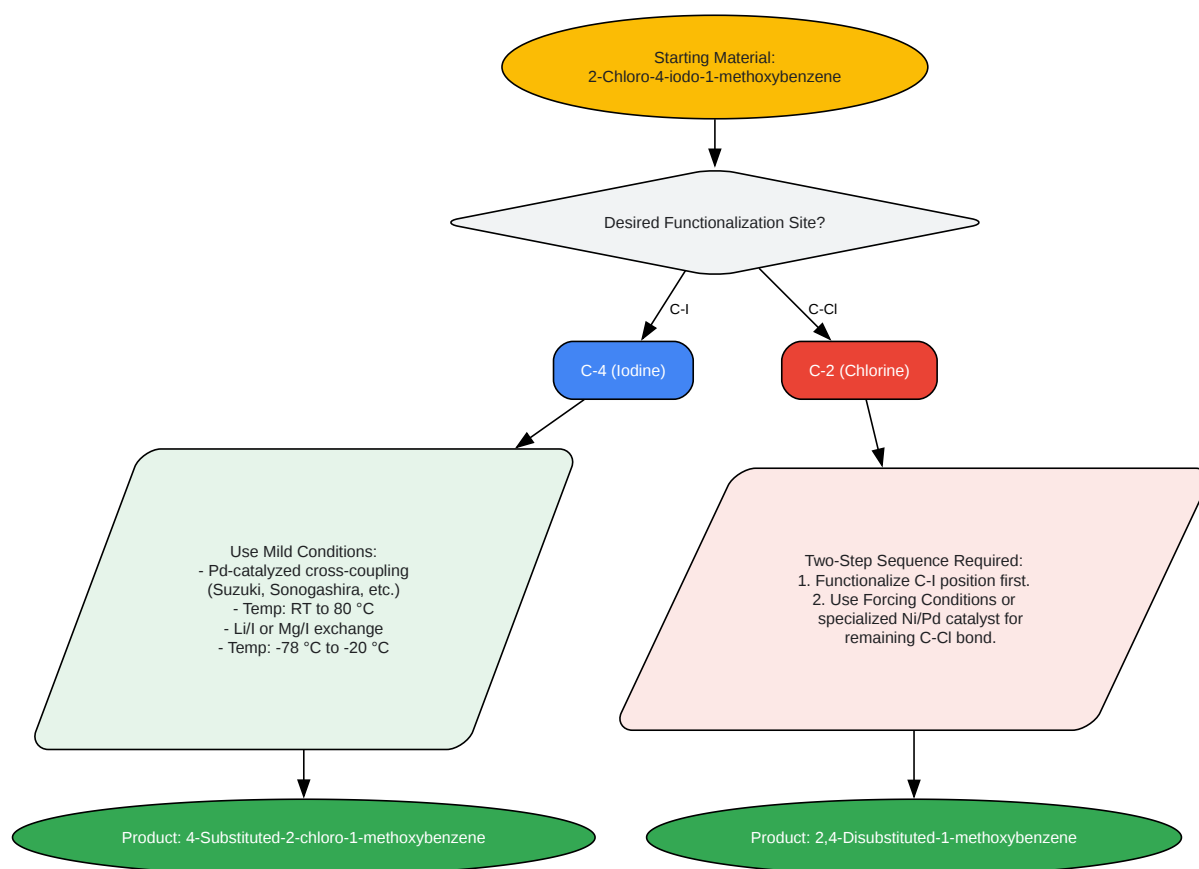 Starting Material:
2-Chloro-4-iodo-1-methoxybenzene
Desired Functionalization Site?
C-I
C-Cl
C-4 (Iodine)
C-2 (Chlorine)
Use Mild Conditions:
- Pd-catalyzed cross-coupling
(Suzuki, Sonogashira, etc.)
- Temp: RT to 80 °C
- Li/I or Mg/I exchange
- Temp: -78 °C to -20 °C
Two-Step Sequence Required:
1. Functionalize C-I position first.
2. Use Forcing Conditions or
specialized Ni/Pd catalyst for
remaining C-Cl bond.
Product: 4-Substituted-2-chloro-1-methoxybenzene
Product: 2,4-Disubstituted-1-methoxybenzene